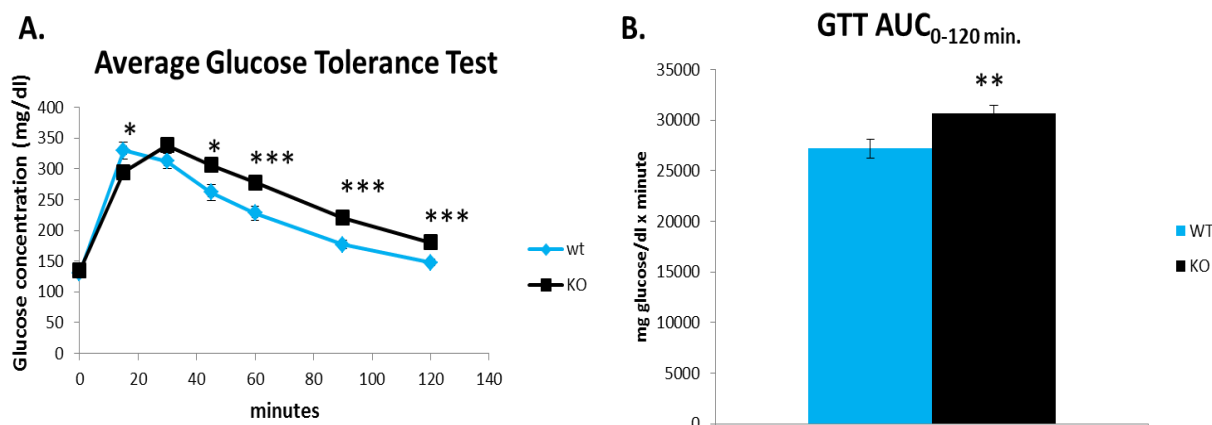 A.
Average Glucose Tolerance Test
Glucose concentration (mg/dl)
400
350
300
250
200
150
100
50
0
* * *** *** ***
0 20 40 60 80 100 120 140
minutes
wt
KO
B.
GTT AUC0-120 min.
mg glucose/dl x minute
35000
30000
25000
20000
15000
10000
5000
0
**
WT
KO